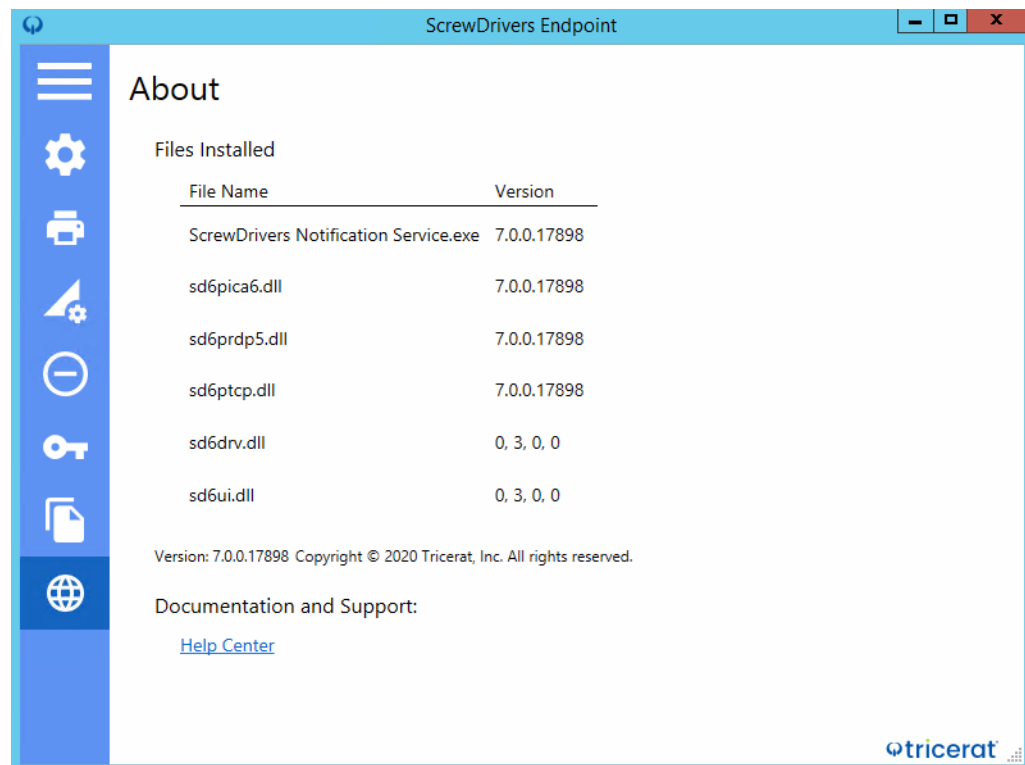 ScrewDrivers Endpoint
About
Files Installed
File Name Version
ScrewDrivers Notification Service.exe 7.0.0.17898
sd6pica6.dll 7.0.0.17898
sd6prdp5.dll 7.0.0.17898
sd6ptcp.dll 7.0.0.17898
sd6drv.dll 0, 3, 0, 0
sd6ui.dll 0, 3, 0, 0
Version: 7.0.0.17898 Copyright © 2020 Tricerat, Inc. All rights reserved.
Documentation and Support:
Help Center
tricerat